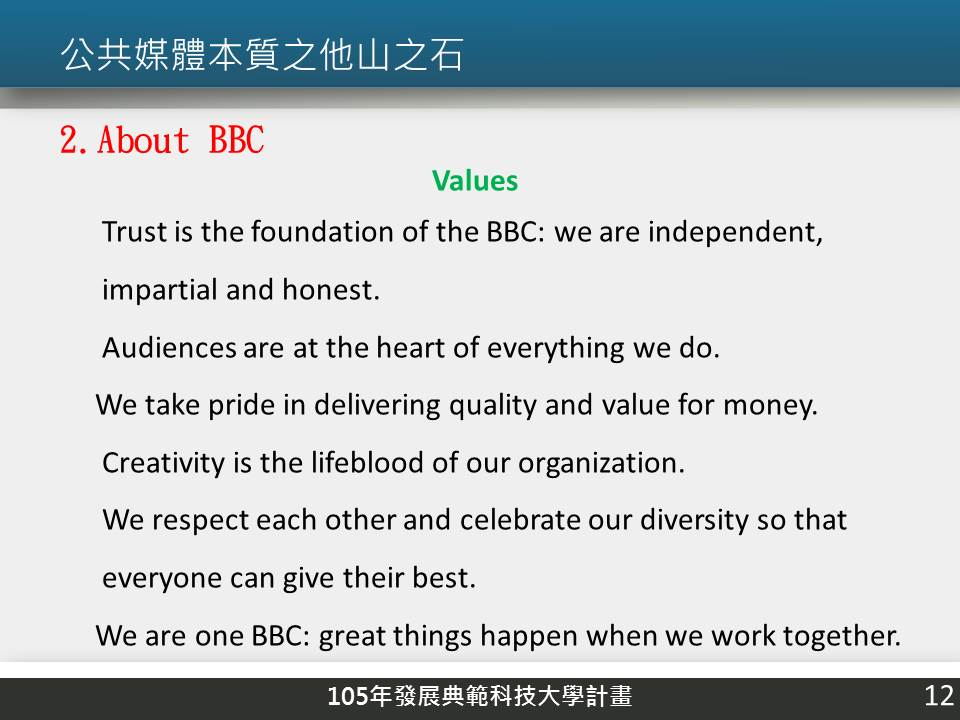 公共媒體本質之他山之石
2. About BBC
Values
Trust is the foundation of the BBC: we are independent,
impartial and honest.
Audiences are at the heart of everything we do.
We take pride in delivering quality and value for money.
Creativity is the lifeblood of our organization.
We respect each other and celebrate our diversity so that
everyone can give their best.
We are one BBC: great things happen when we work together.
105年發展典範科技大學計畫
12